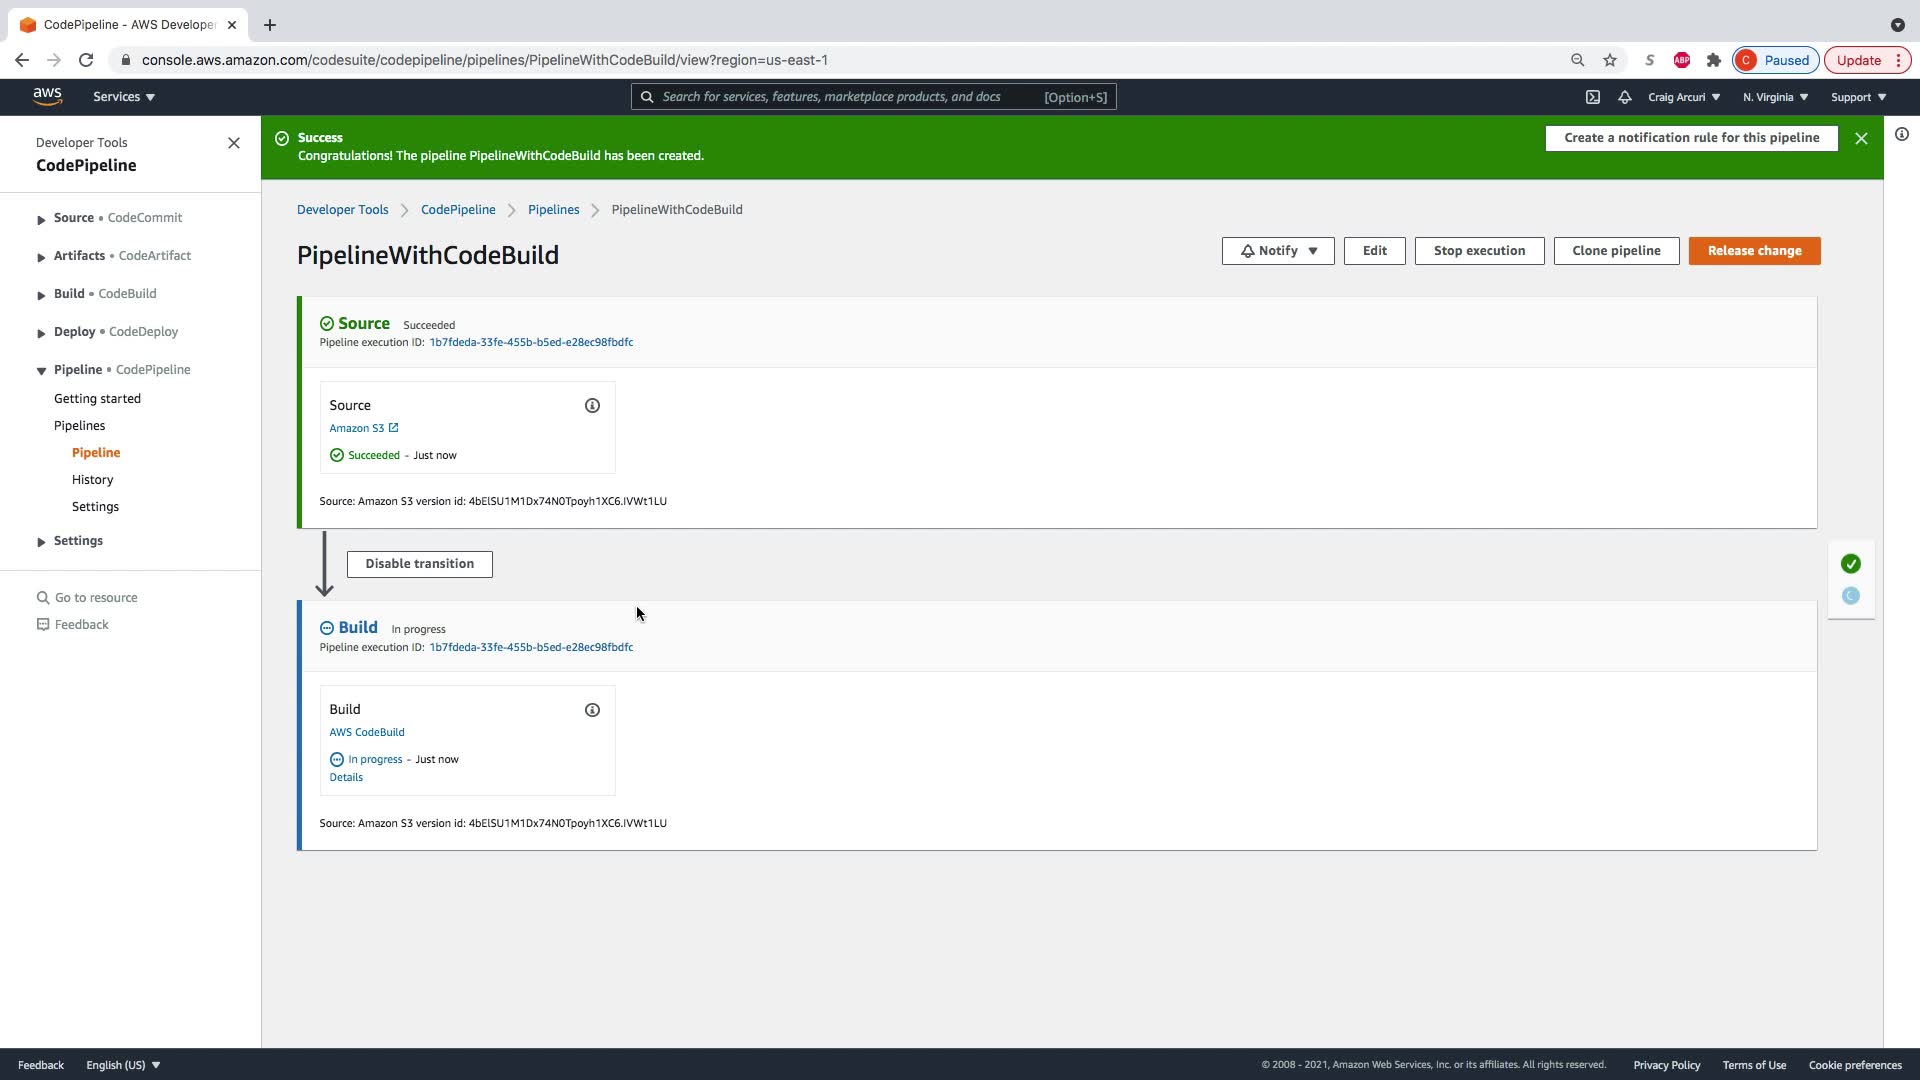 CodePipeline - AWS Developer
console.aws.amazon.com/codesuite/codepipeline/pipelines/PipelineWithCodeBuild/view?region=us-east-1
S
ABP
C Paused
Update
aws
Services
Search for services, features, marketplace products, and docs [Option+S]
Craig Arcuri
N. Virginia
Support
Developer Tools
CodePipeline
Source • CodeCommit
Artifacts • CodeArtifact
Build • CodeBuild
Deploy • CodeDeploy
Pipeline • CodePipeline
Getting started
Pipelines
Pipeline
History
Settings
Settings
Go to resource
Feedback
Success
Congratulations! The pipeline PipelineWithCodeBuild has been created.
Create a notification rule for this pipeline
Developer Tools
CodePipeline
Pipelines
PipelineWithCodeBuild
PipelineWithCodeBuild
Notify
Edit
Stop execution
Clone pipeline
Release change
Source Succeeded
Pipeline execution ID: 1b7fdeda-33fe-455b-b5ed-e28ec98fbdfc
Source
Amazon S3
Succeeded - Just now
Source: Amazon S3 version id: 4bElSU1M1Dx74N0Tpoyh1XC6.IVWt1LU
Disable transition
Build In progress
Pipeline execution ID: 1b7fdeda-33fe-455b-b5ed-e28ec98fbdfc
Build
AWS CodeBuild
In progress - Just now
Details
Source: Amazon S3 version id: 4bElSU1M1Dx74N0Tpoyh1XC6.IVWt1LU
Feedback
English (US)
© 2008 - 2021, Amazon Web Services, Inc. or its affiliates. All rights reserved.
Privacy Policy
Terms of Use
Cookie preferences